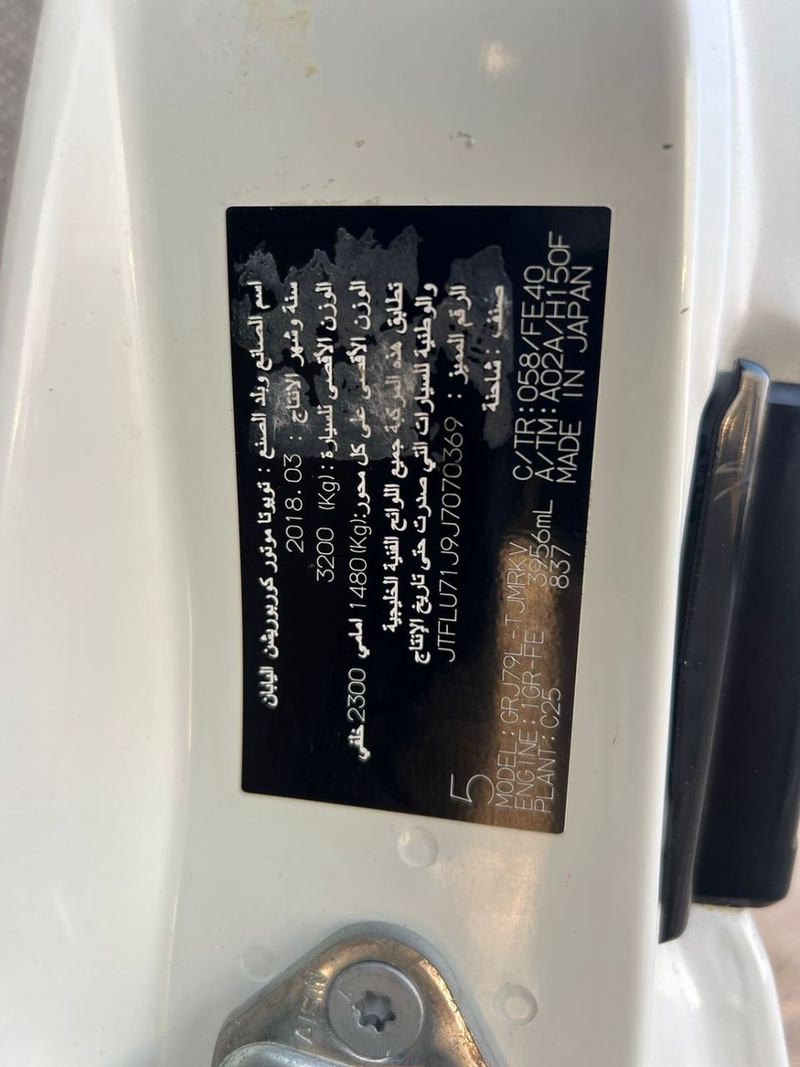 اسم الصانع وبلد الصنع : تويوتا موتور كوربوريشن اليابان
سنة وشهر الإنتاج : 2018.03
الوزن الأقصى للسيارة : (Kg) 3200
الوزن الأقصى على كل محور: (Kg) 1480 امامي 2300 خلفي
تطابق هذه المركبة جميع اللوائح الفنية الخليجية
والوطنية للسيارات التي صدرت حتى تاريخ الإنتاج
الرقم المميز : JTFLU71J9J7070369
صنف : شاحنة
5
MODEL:GRJ79L-TJMRKV
ENGINE:1GR-FE 3956mL
PLANT:C25 837
C/TR:058/FE40
A/TM:A02A/H150F
MADE IN JAPAN
AISIN